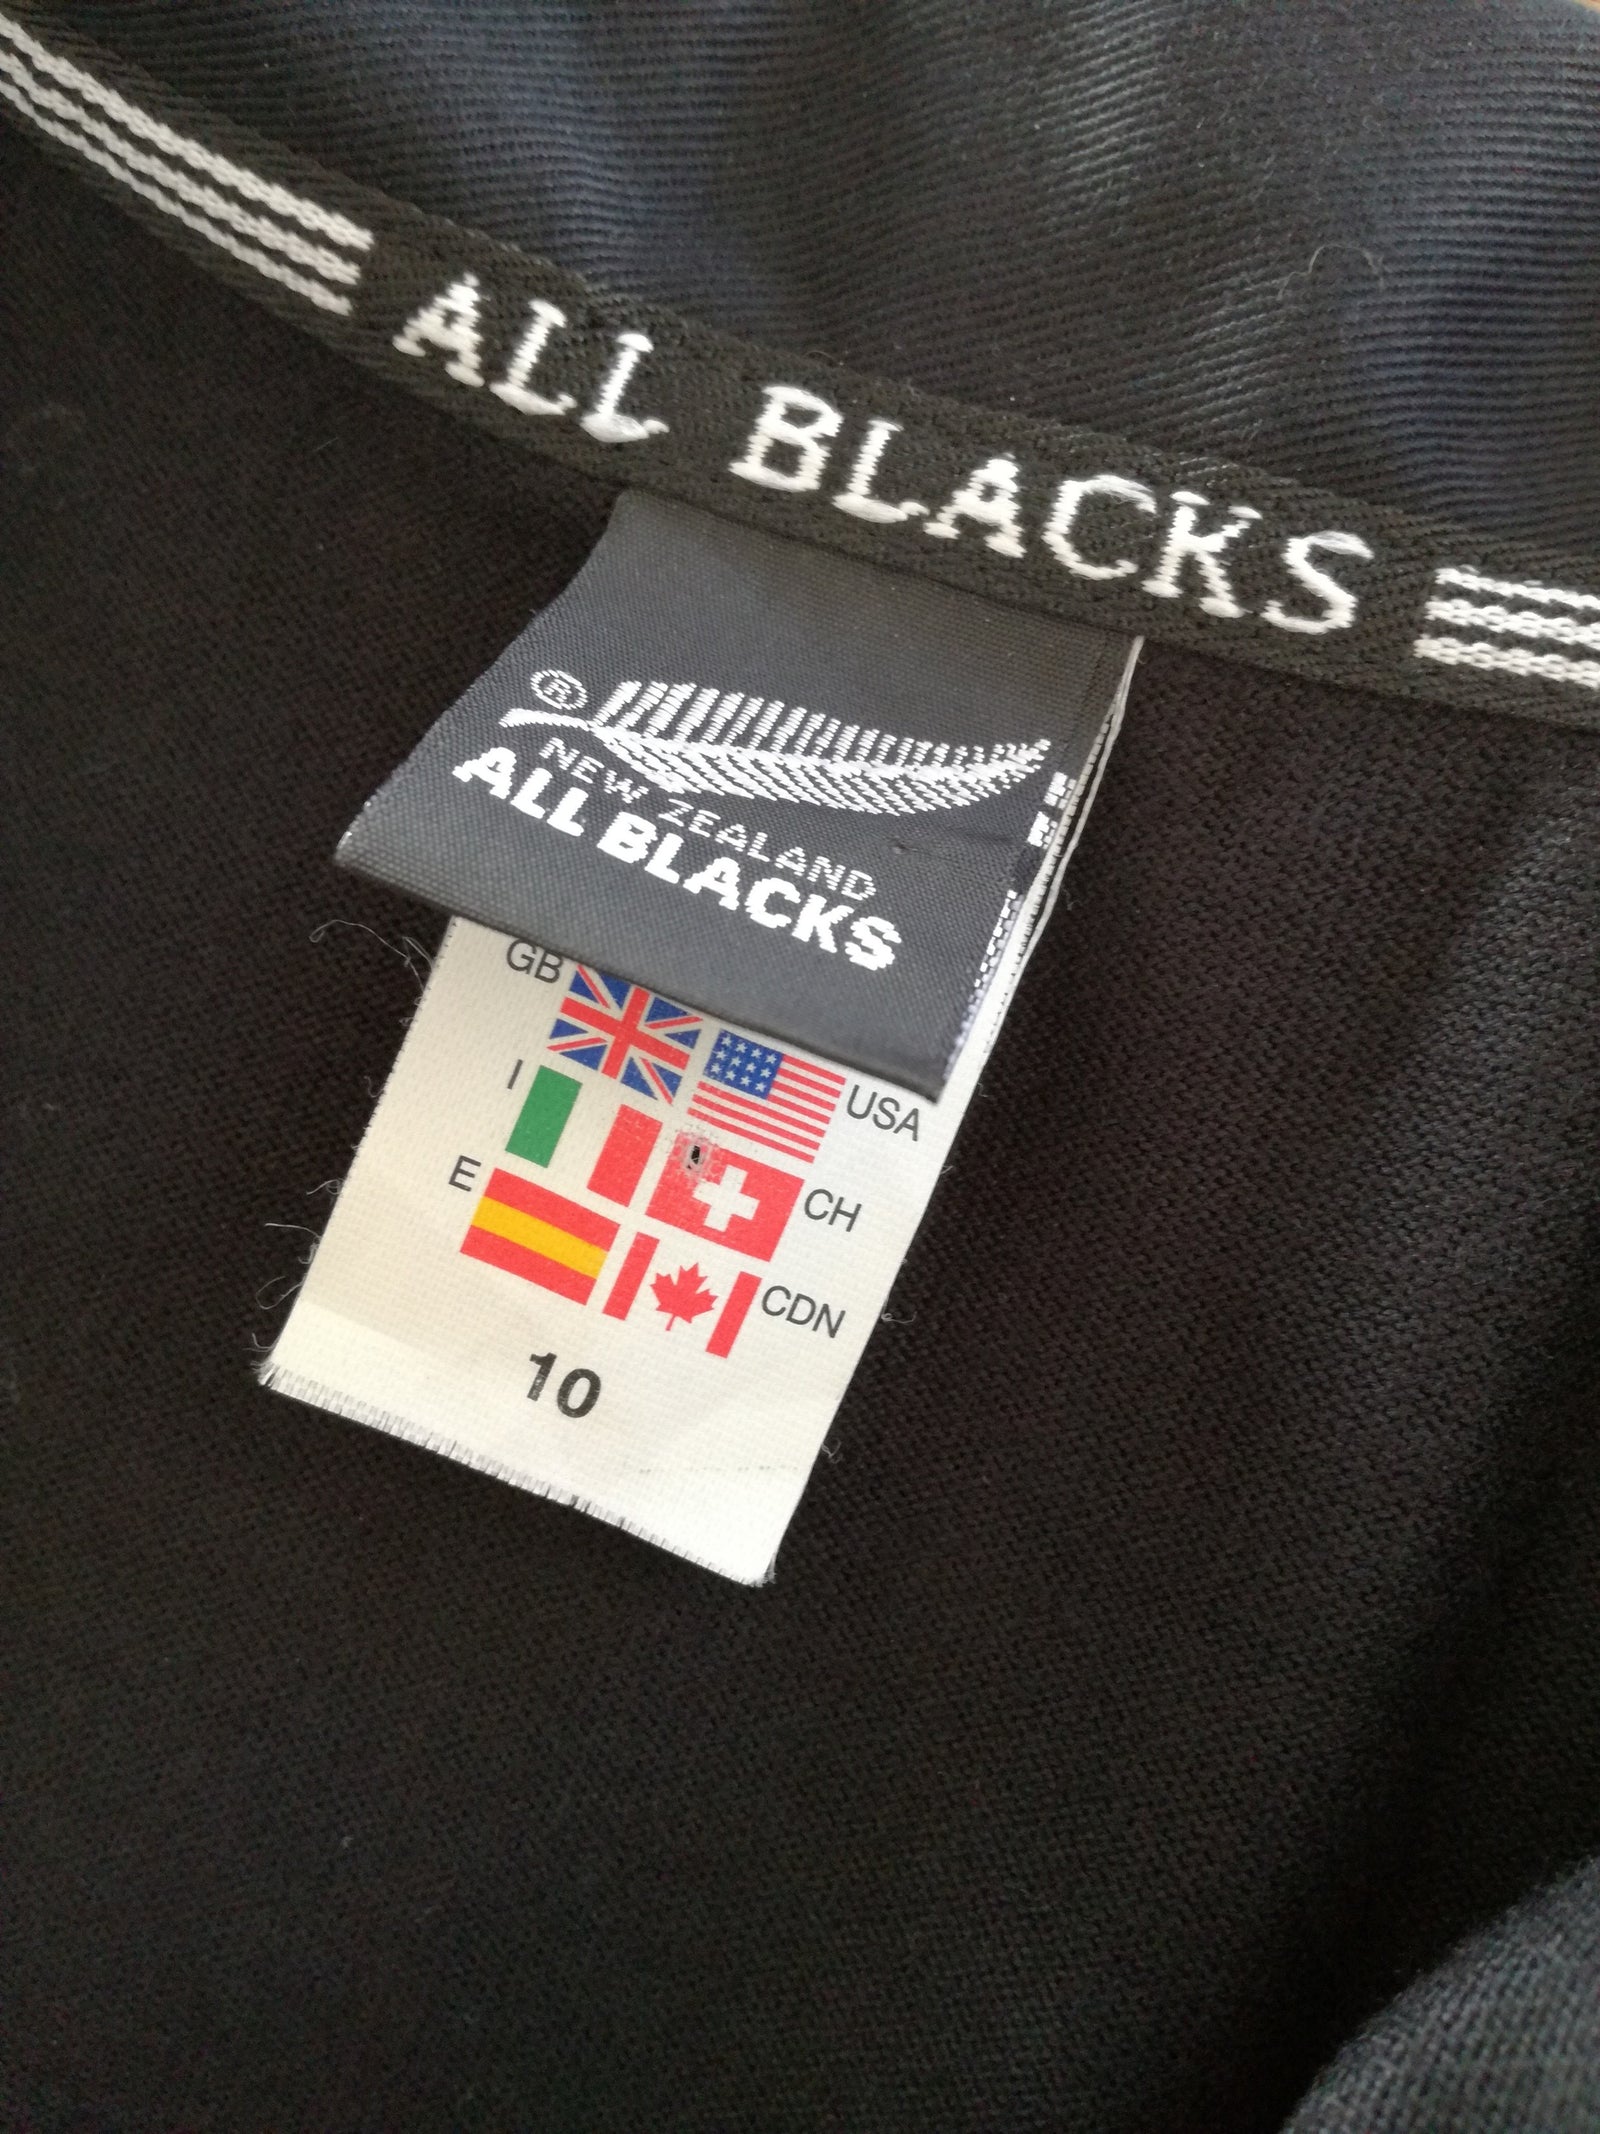 ALL BLACKS
®
NEW ZEALAND
ALL BLACKS
GB
USA
I
CH
E
CDN
10